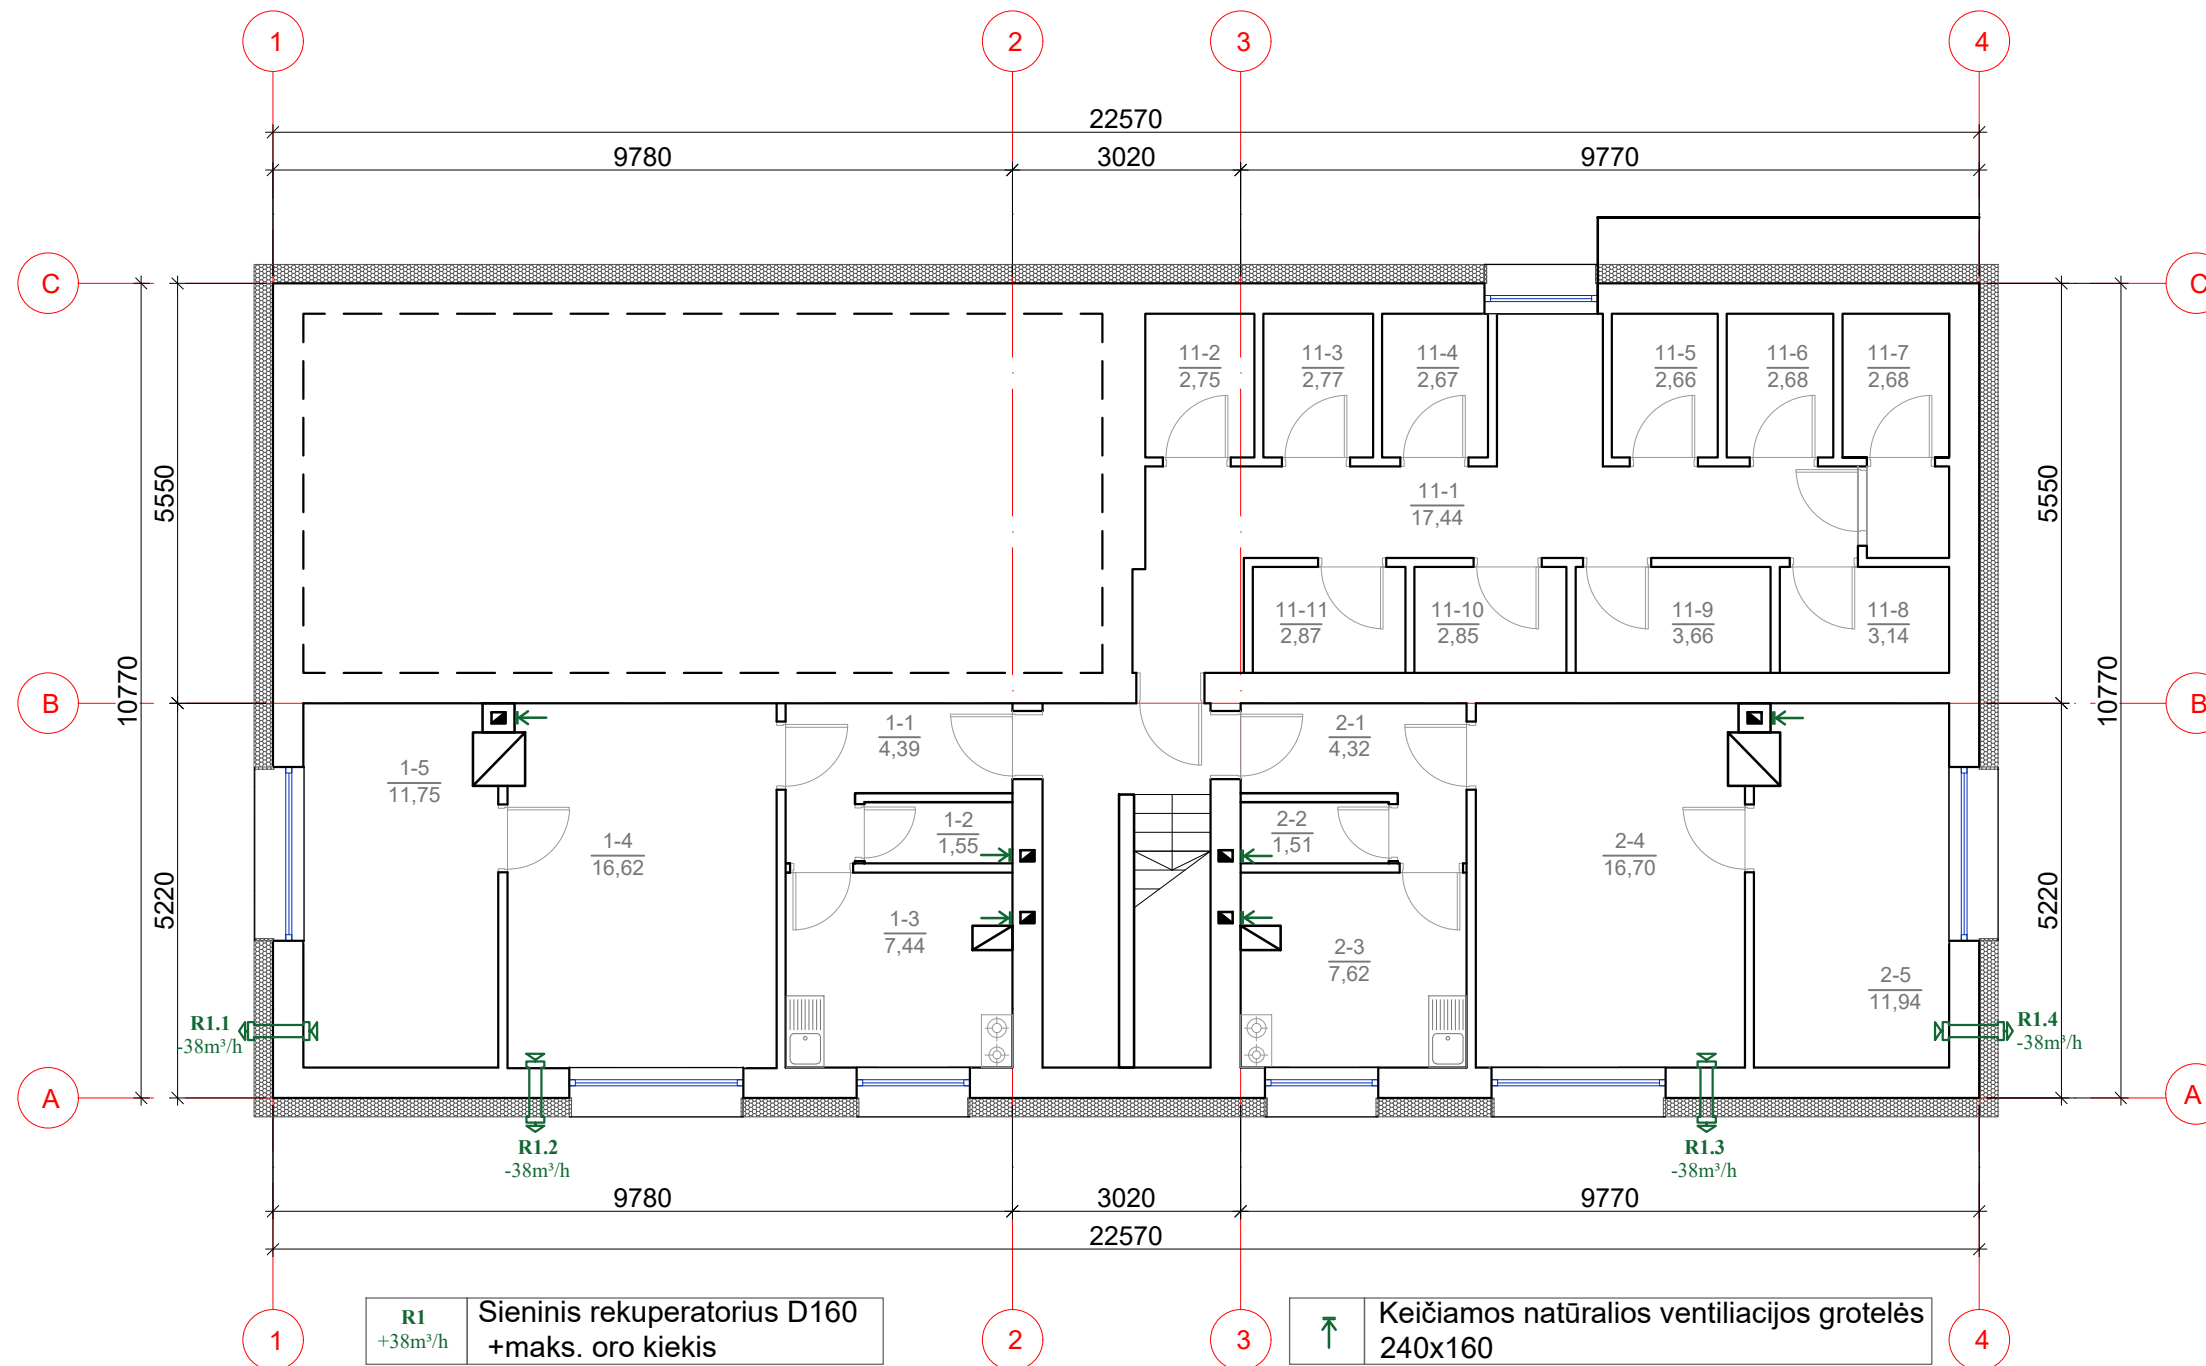 1 2 3 4
22570
9780 3020 9770
C C
11-2 11-3 11-4 11-5 11-6 11-7
2,75 2,77 2,67 2,66 2,68 2,68
5550 5550
11-1
17,44
11-11 11-10 11-9 11-8
2,87 2,85 3,66 3,14
10770 10770
B B
1-1 2-1
4,39 4,32
1-5
11,75
1-2 2-2
1,55 1,51
1-4 2-4
16,62 16,70
5220 5220
1-3
7,44
2-3
7,62
2-5
11,94
R1.1 R1.4
-38m³/h -38m³/h
A A
R1.2 R1.3
-38m³/h -38m³/h
9780 3020 9770
22570
R1 Sieninis rekuperatorius D160
+38m³/h +maks. oro kiekis
Keičiamos natūralios ventiliacijos grotelės
240x160
1 2 3 4